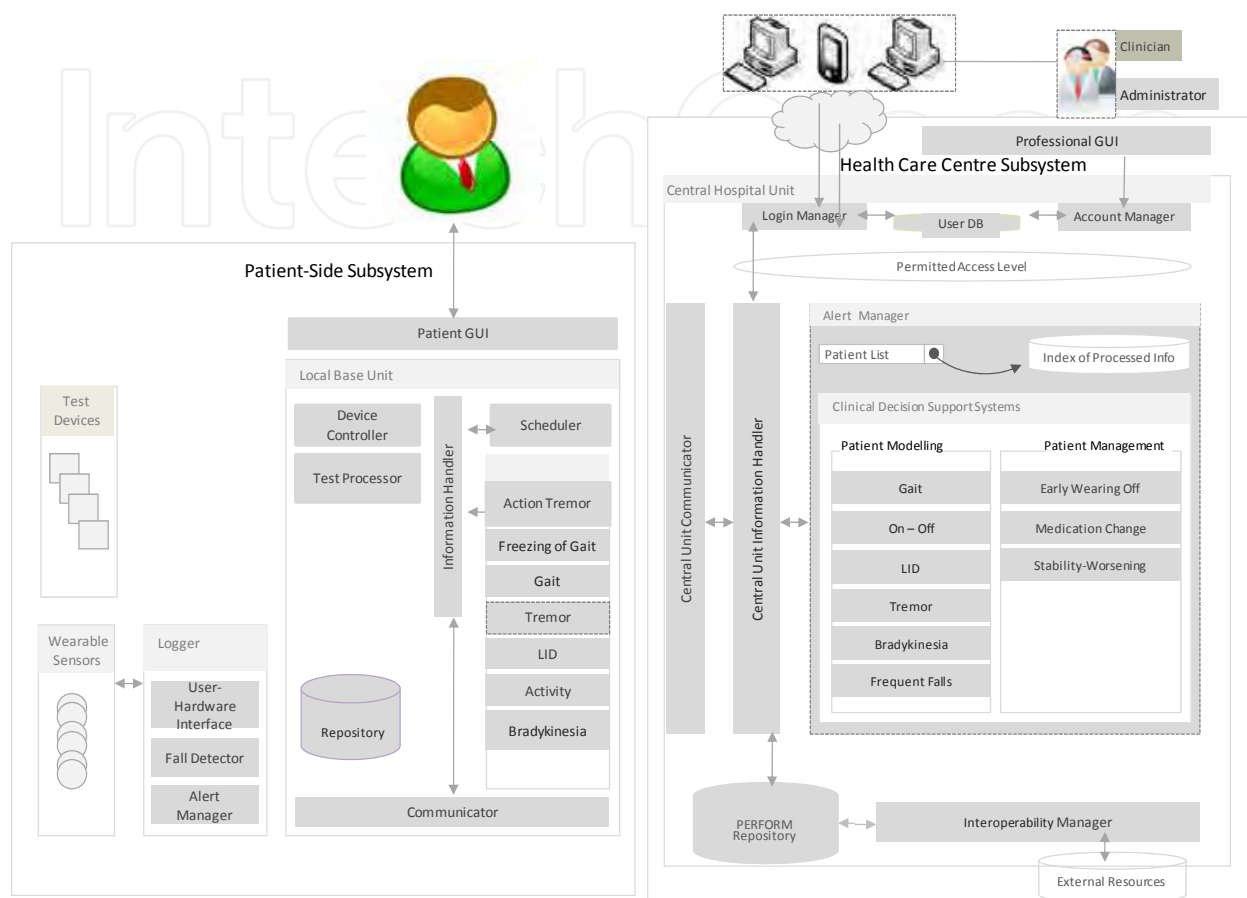 IntechOpen
Clinician
Administrator
Professional GUI
Health Care Centre Subsystem
Central Hospital Unit
Login Manager
User DB
Account Manager
Permitted Access Level
Patient-Side Subsystem
Patient GUI
Local Base Unit
Test
Devices
Device
Controller
Test Processor
Information Handler
Scheduler
Action Tremor
Freezing of Gait
Gait
Tremor
LID
Activity
Bradykinesia
Wearable
Sensors
Logger
User-
Hardware
Interface
Fall Detector
Alert
Manager
Repository
Communicator
Central Unit Communicator
Central Unit Information Handler
Alert Manager
Patient List
Index of Processed Info
Clinical Decision Support Systems
Patient Modelling
Gait
On – Off
LID
Tremor
Bradykinesia
Frequent Falls
Patient Management
Early Wearing Off
Medication Change
Stability-Worsening
PERFORM
Repository
Interoperability Manager
External Resources